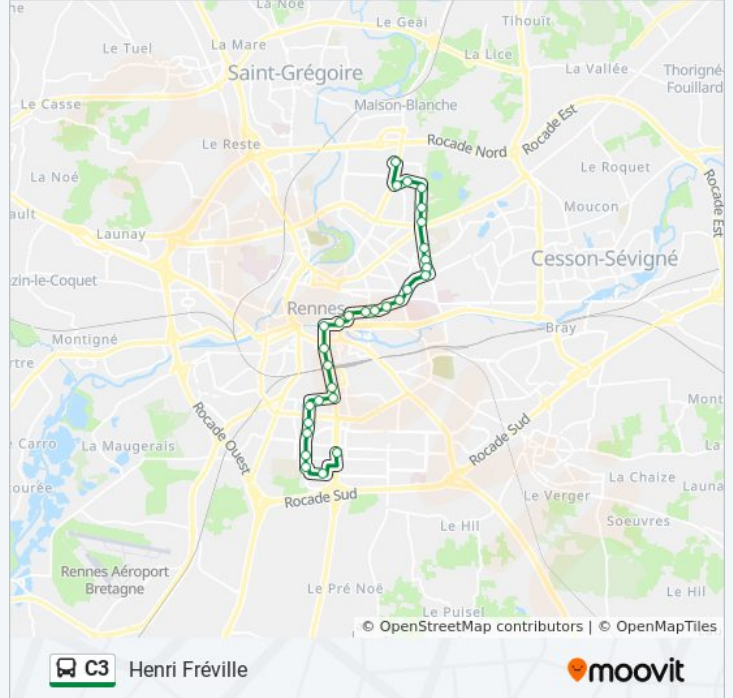 La Noë
Le Geai
Tihouït
Le Tuel
La Mare
La Lice
Saint-Grégoire
La Vallée
Thorigné-
Fouillard
Le Casse
Maison-Blanche
Rocade Est
Le Reste
Rocade Nord
Le Roquet
La Noé
Rocade Est
Moucon
ault
Launay
Cesson-Sévigné
zin-le-Coquet
Rennes
Bray
Montigné
rtre
Mont
Rocade Ouest
Rocade Sud
Carro
La Maugerais
La
La Chaize
Launa
ourée
Rocade Sud
Le Verger
Soeuvres
Le Hil
Rennes Aéroport
Bretagne
Le Pré Noë
Le Hil
Le Puisel
© OpenStreetMap contributors | © OpenMapTiles
C3 Henri Fréville
moovit